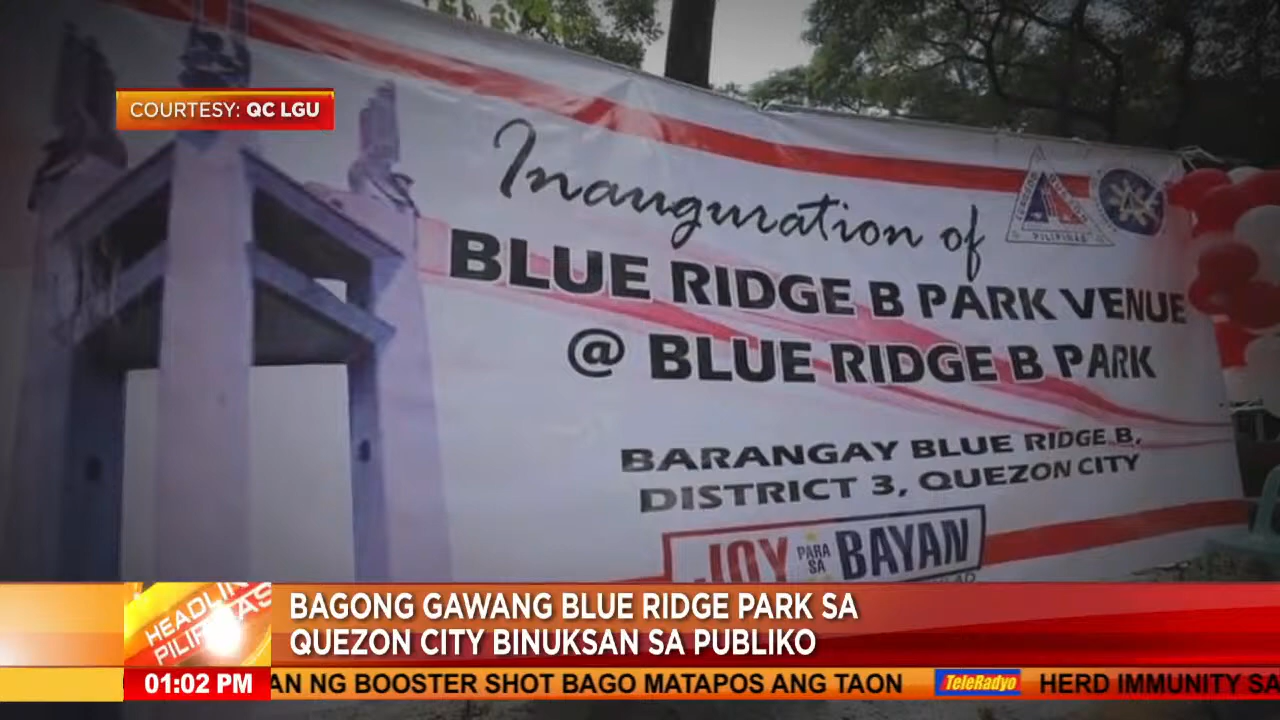 COURTESY: QC LGU
Inauguration of
BLUE RIDGE B PARK VENUE
@ BLUE RIDGE B PARK
BARANGAY BLUE RIDGE B,
DISTRICT 3, QUEZON CITY
JOY PARA SA BAYAN
PILIPINAS
BAGONG GAWANG BLUE RIDGE PARK SA
QUEZON CITY BINUKSAN SA PUBLIKO
01:02 PM AN NG BOOSTER SHOT BAGO MATAPOS ANG TAON TeleRadyo HERD IMMUNITY SA